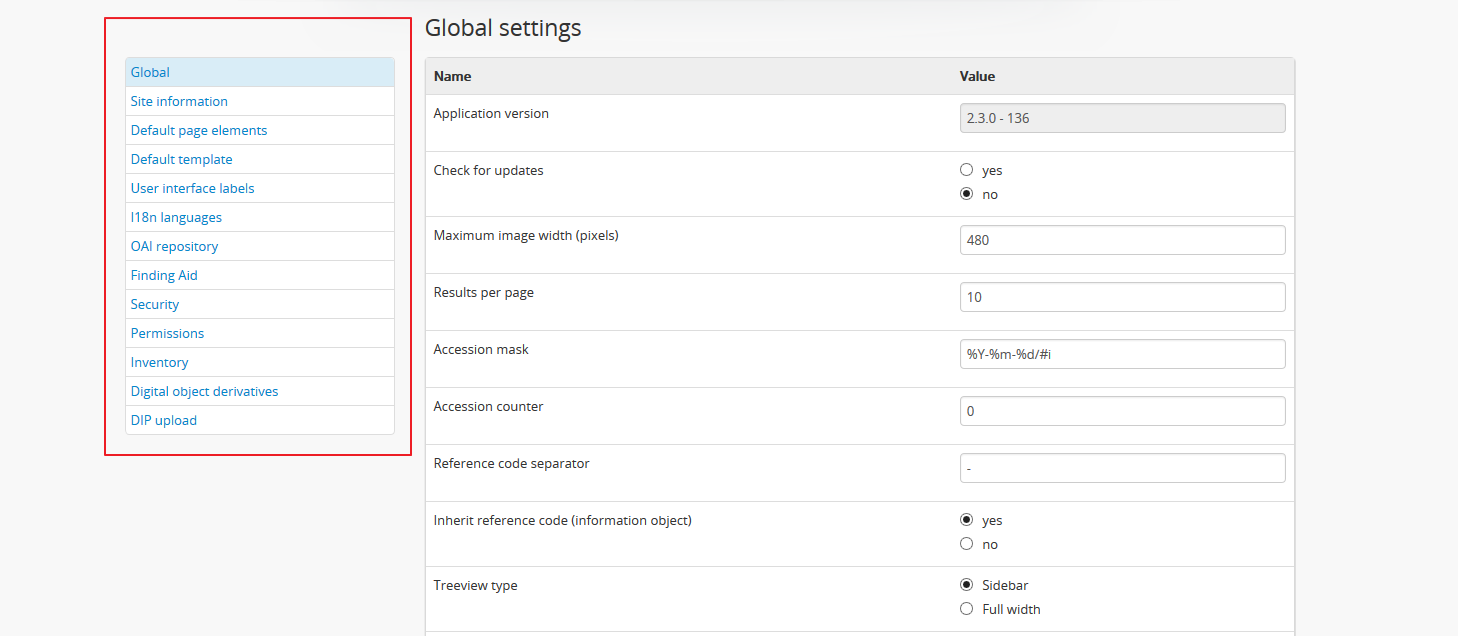 Global settings
Global
Site information
Default page elements
Default template
User interface labels
I18n languages
OAI repository
Finding Aid
Security
Permissions
Inventory
Digital object derivatives
DIP upload
Name Value
Application version 2.3.0 - 136
Check for updates yes
no
Maximum image width (pixels) 480
Results per page 10
Accession mask %Y-%m-%d/#i
Accession counter 0
Reference code separator -
Inherit reference code (information object) yes
no
Treeview type Sidebar
Full width